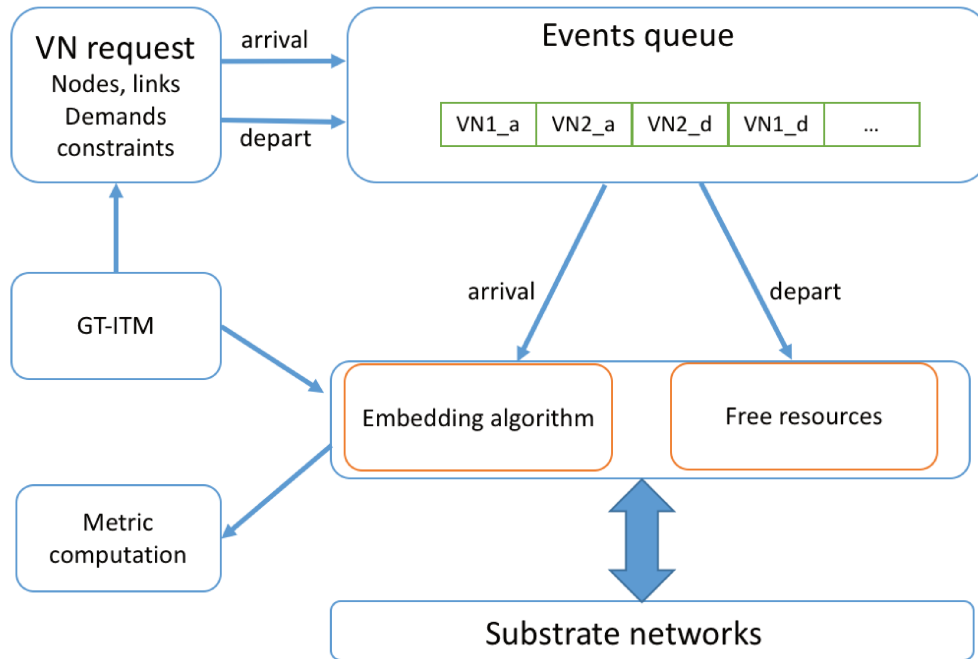 VN request
Nodes, links
Demands
constraints
arrival
depart
Events queue
VN1_a VN2_a VN2_d VN1_d ...
arrival
depart
GT-ITM
Embedding algorithm
Free resources
Metric
computation
Substrate networks